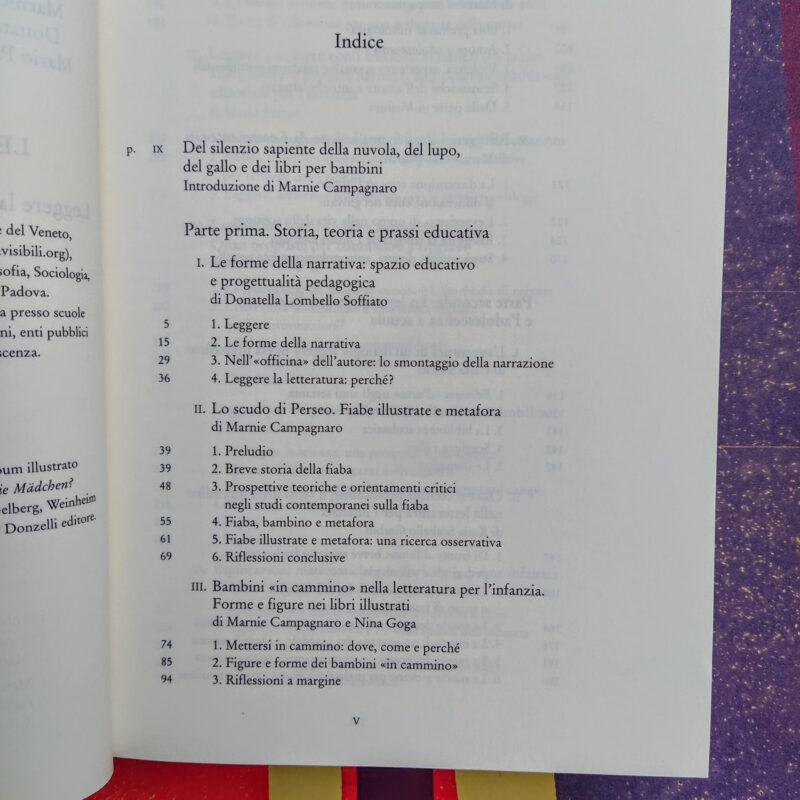 e del Veneto,
visibili.org),
sofia, Sociologia,
Padova.
a presso scuole
ni, enti pubblici
scenza.
bum illustrato
ie Mädchen?
elberg, Weinheim
Donzelli editore.
Indice
p. IX Del silenzio sapiente della nuvola, del lupo,
del gallo e dei libri per bambini
Introduzione di Marnie Campagnaro
Parte prima. Storia, teoria e prassi educativa
I. Le forme della narrativa: spazio educativo
e progettualità pedagogica
di Donatella Lombello Soffiato
5 1. Leggere
15 2. Le forme della narrativa
29 3. Nell'«officina» dell'autore: lo smontaggio della narrazione
36 4. Leggere la letteratura: perché?
II. Lo scudo di Perseo. Fiabe illustrate e metafora
di Marnie Campagnaro
39 1. Preludio
39 2. Breve storia della fiaba
48 3. Prospettive teoriche e orientamenti critici
negli studi contemporanei sulla fiaba
55 4. Fiaba, bambino e metafora
61 5. Fiabe illustrate e metafora: una ricerca osservativa
69 6. Riflessioni conclusive
III. Bambini «in cammino» nella letteratura per l'infanzia.
Forme e figure nei libri illustrati
di Marnie Campagnaro e Nina Goga
74 1. Mettersi in cammino: dove, come e perché
85 2. Figure e forme dei bambini «in cammino»
94 3. Riflessioni a margine
V